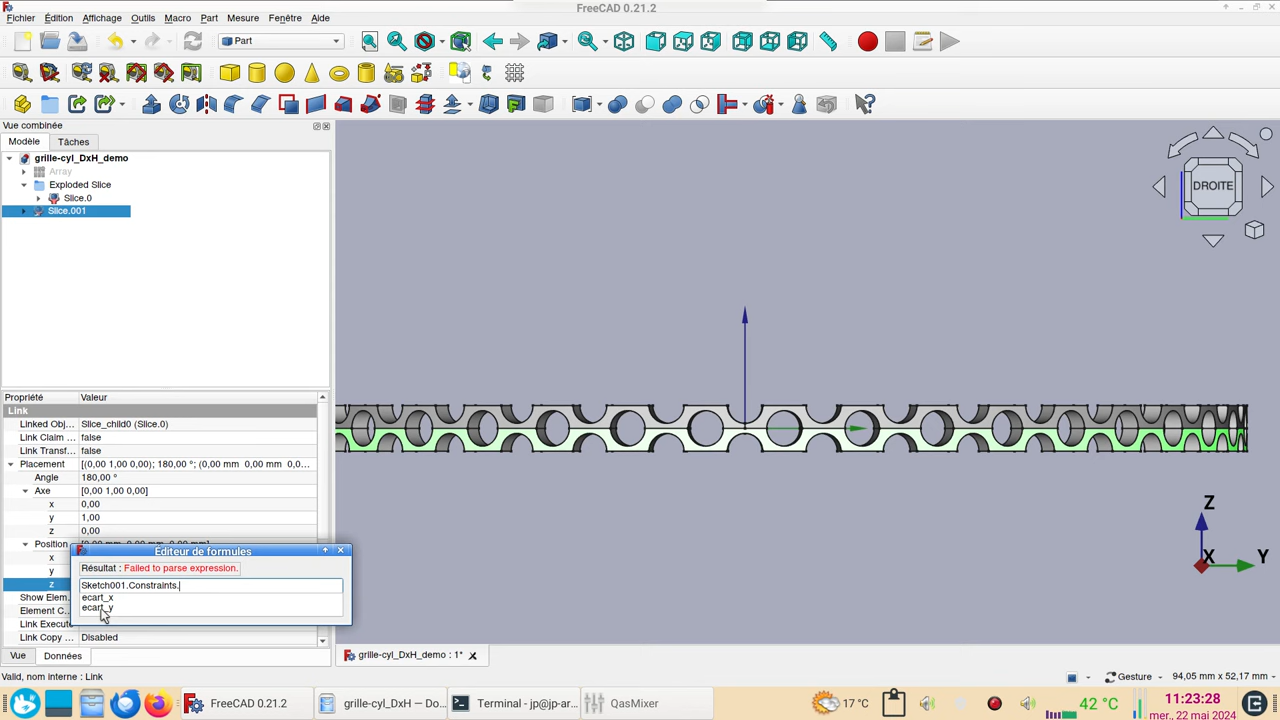 FreeCAD 0.21.2
Fichier Édition Affichage Outils Macro Part Mesure Fenêtre Aide
Part
Vue combinée
Modèle Tâches
grille-cyl_DxH_demo
Array
Exploded Slice
Slice.0
Slice.001
DROITE
Propriété Valeur
Link
Linked Obj... Slice_child0 (Slice.0)
Link Claim ... false
Link Transf... false
Placement [(0,00 1,00 0,00); 180,00 °; (0,00 mm 0,00 mm 0,0...
Angle 180,00 °
Axe [0,00 1,00 0,00]
x 0,00
y 1,00
z 0,00
Position
x
y
z
Éditeur de formules
Résultat : Failed to parse expression.
Sketch001.Constraints.
ecart_x
ecart_y
Show Elem...
Element C...
Link Execute
Link Copy ... Disabled
Z
X
Y
Vue Données
grille-cyl_DxH_demo : 1*
Valid, nom interne : Link
Gesture
94,05 mm x 52,17 mm
FreeCAD 0.21.2
grille-cyl_DxH — Do...
Terminal - jp@jp-ar...
QasMixer
17 °C
42 °C
11:23:28
mer., 22 mai 2024